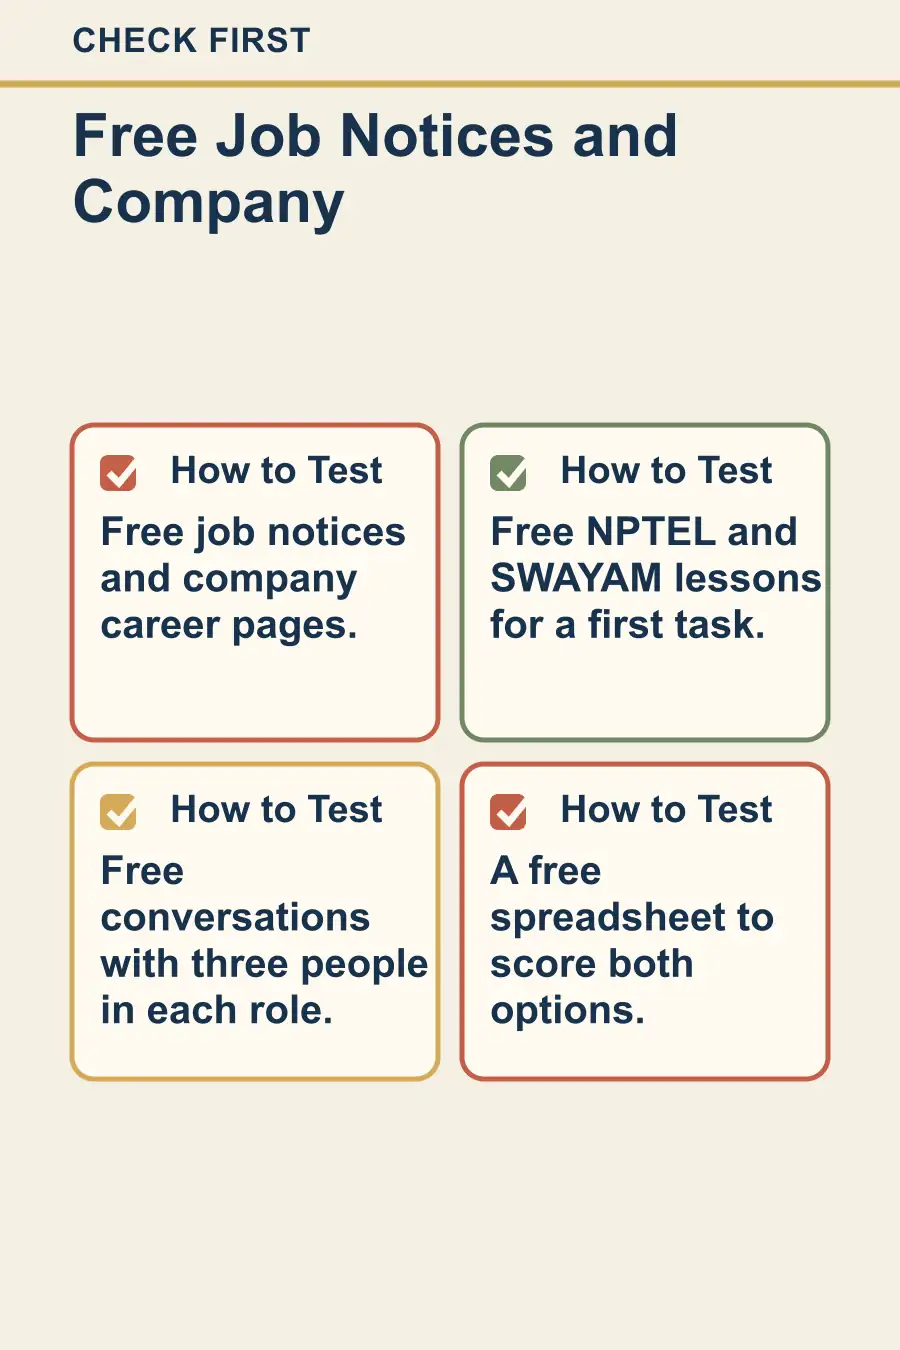 CHECK FIRST
Free Job Notices and
Company
How to Test
Free job notices
and company
career pages.
How to Test
Free NPTEL and
SWAYAM lessons
for a first task.
How to Test
Free
conversations
with three people
in each role.
How to Test
A free
spreadsheet to
score both
options.